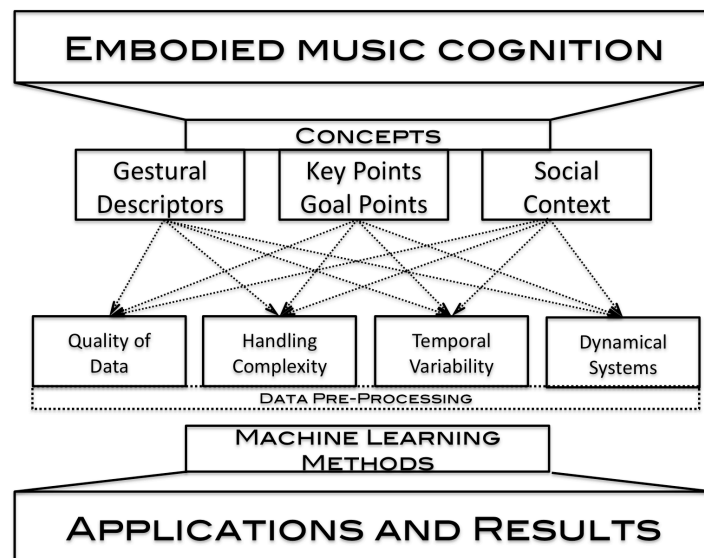 EMBODIED MUSIC COGNITION
CONCEPTS
Gestural
Descriptors
Key Points
Goal Points
Social
Context
Quality of
Data
Handling
Complexity
Temporal
Variability
Dynamical
Systems
DATA PRE-PROCESSING
MACHINE LEARNING
METHODS
APPLICATIONS AND RESULTS